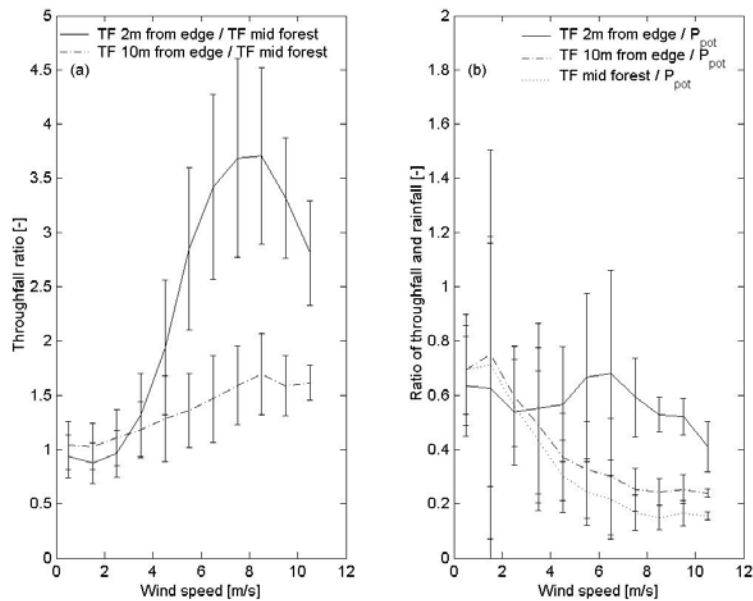 5
4.5
4
3.5
3
2.5
2
1.5
1
0.5
0
Throughfall ratio [-]
TF 2m from edge / TF mid forest
TF 10m from edge / TF mid forest
(a)
0 2 4 6 8 10 12
Wind speed [m/s]
2
1.8
1.6
1.4
1.2
1
0.8
0.6
0.4
0.2
0
Ratio of throughfall and rainfall [-]
TF 2m from edge / P_pot
TF 10m from edge / P_pot
TF mid forest / P_pot
(b)
0 2 4 6 8 10 12
Wind speed [m/s]